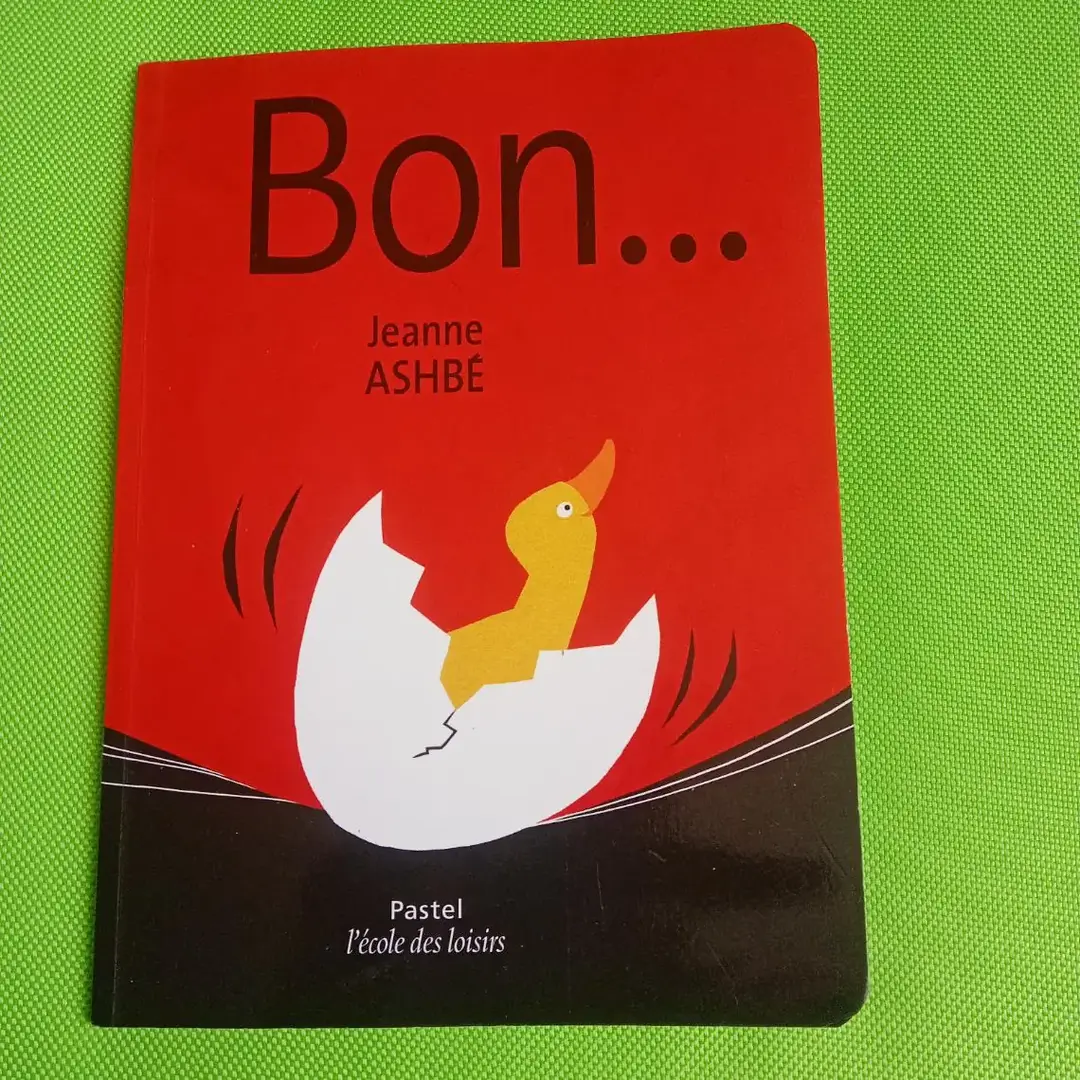 Bon...
Jeanne
ASHBÉ
Pastel
l'école des loisirs